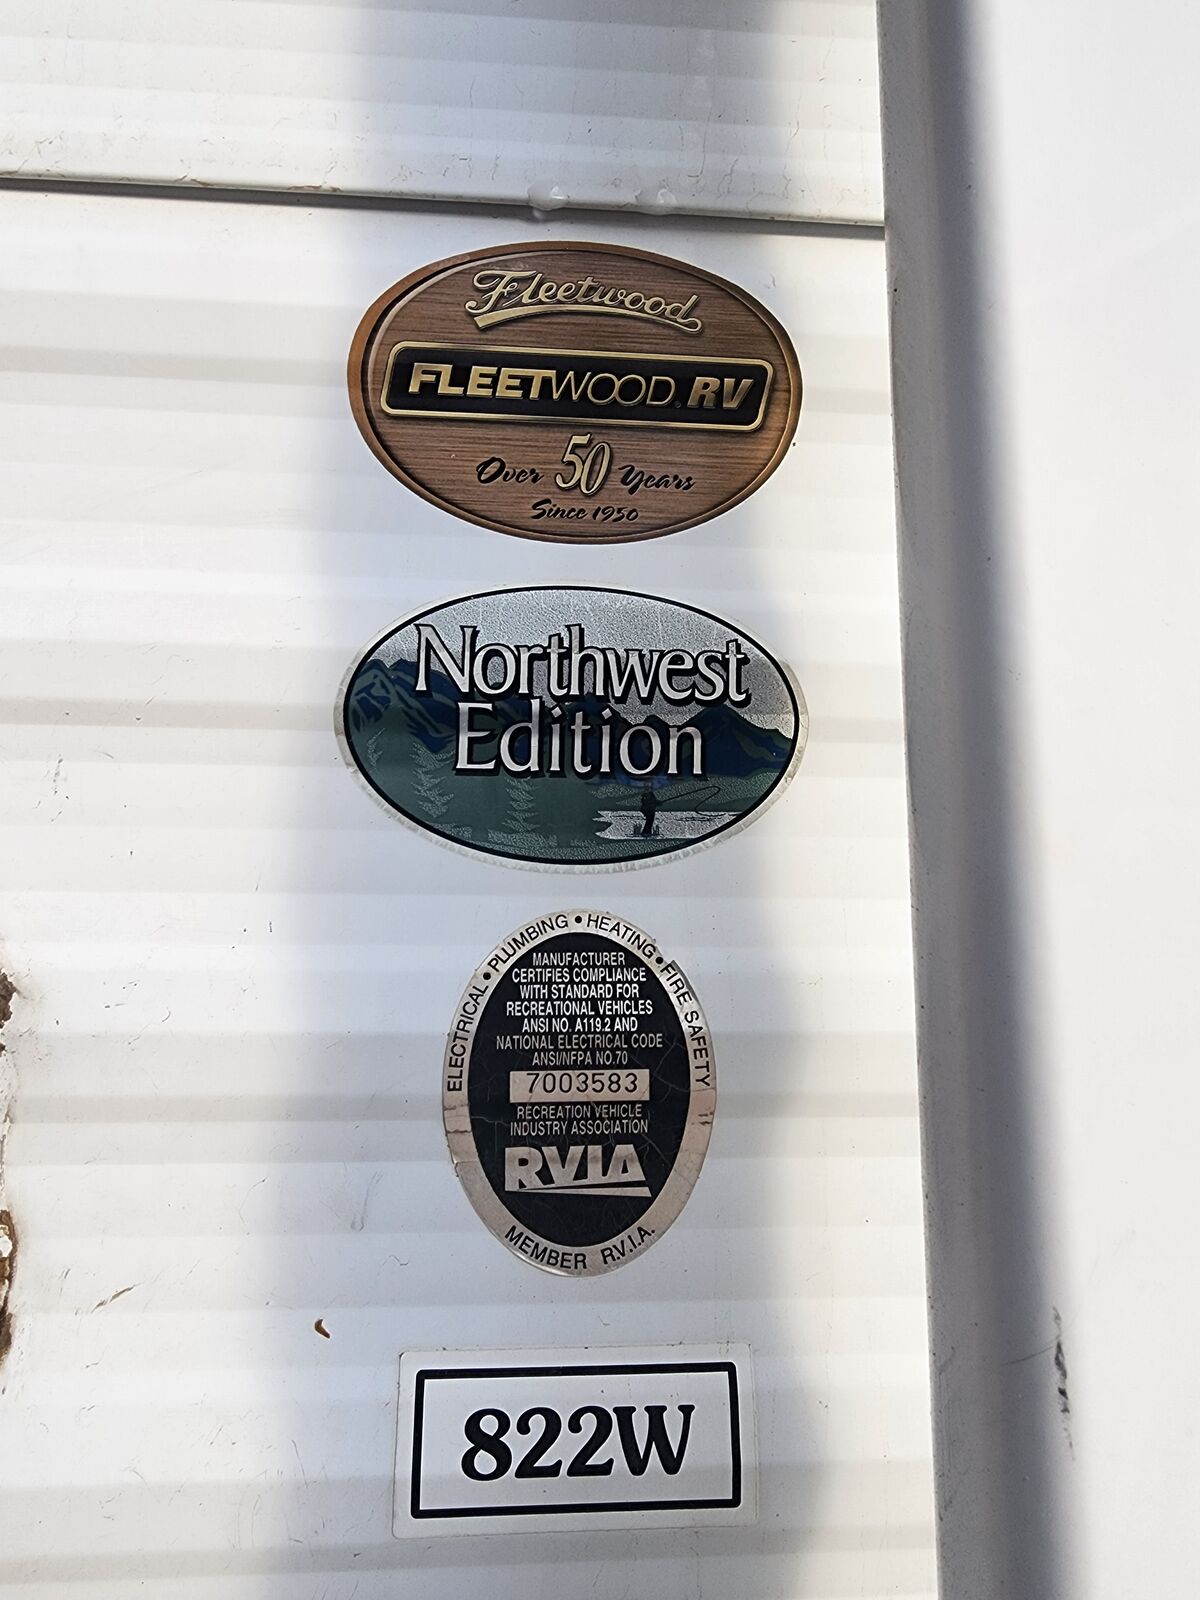 Fleetwood
FLEETWOOD® RV
Over 50 Years
Since 1950
Northwest
Edition
ELECTRICAL • PLUMBING • HEATING • FIRE SAFETY
MANUFACTURER
CERTIFIES COMPLIANCE
WITH STANDARD FOR
RECREATIONAL VEHICLES
ANSI NO. A119.2 AND
NATIONAL ELECTRICAL CODE
ANSI/NFPA NO.70
7003583
RECREATION VEHICLE
INDUSTRY ASSOCIATION
RVIA
MEMBER R.V.I.A.
822W